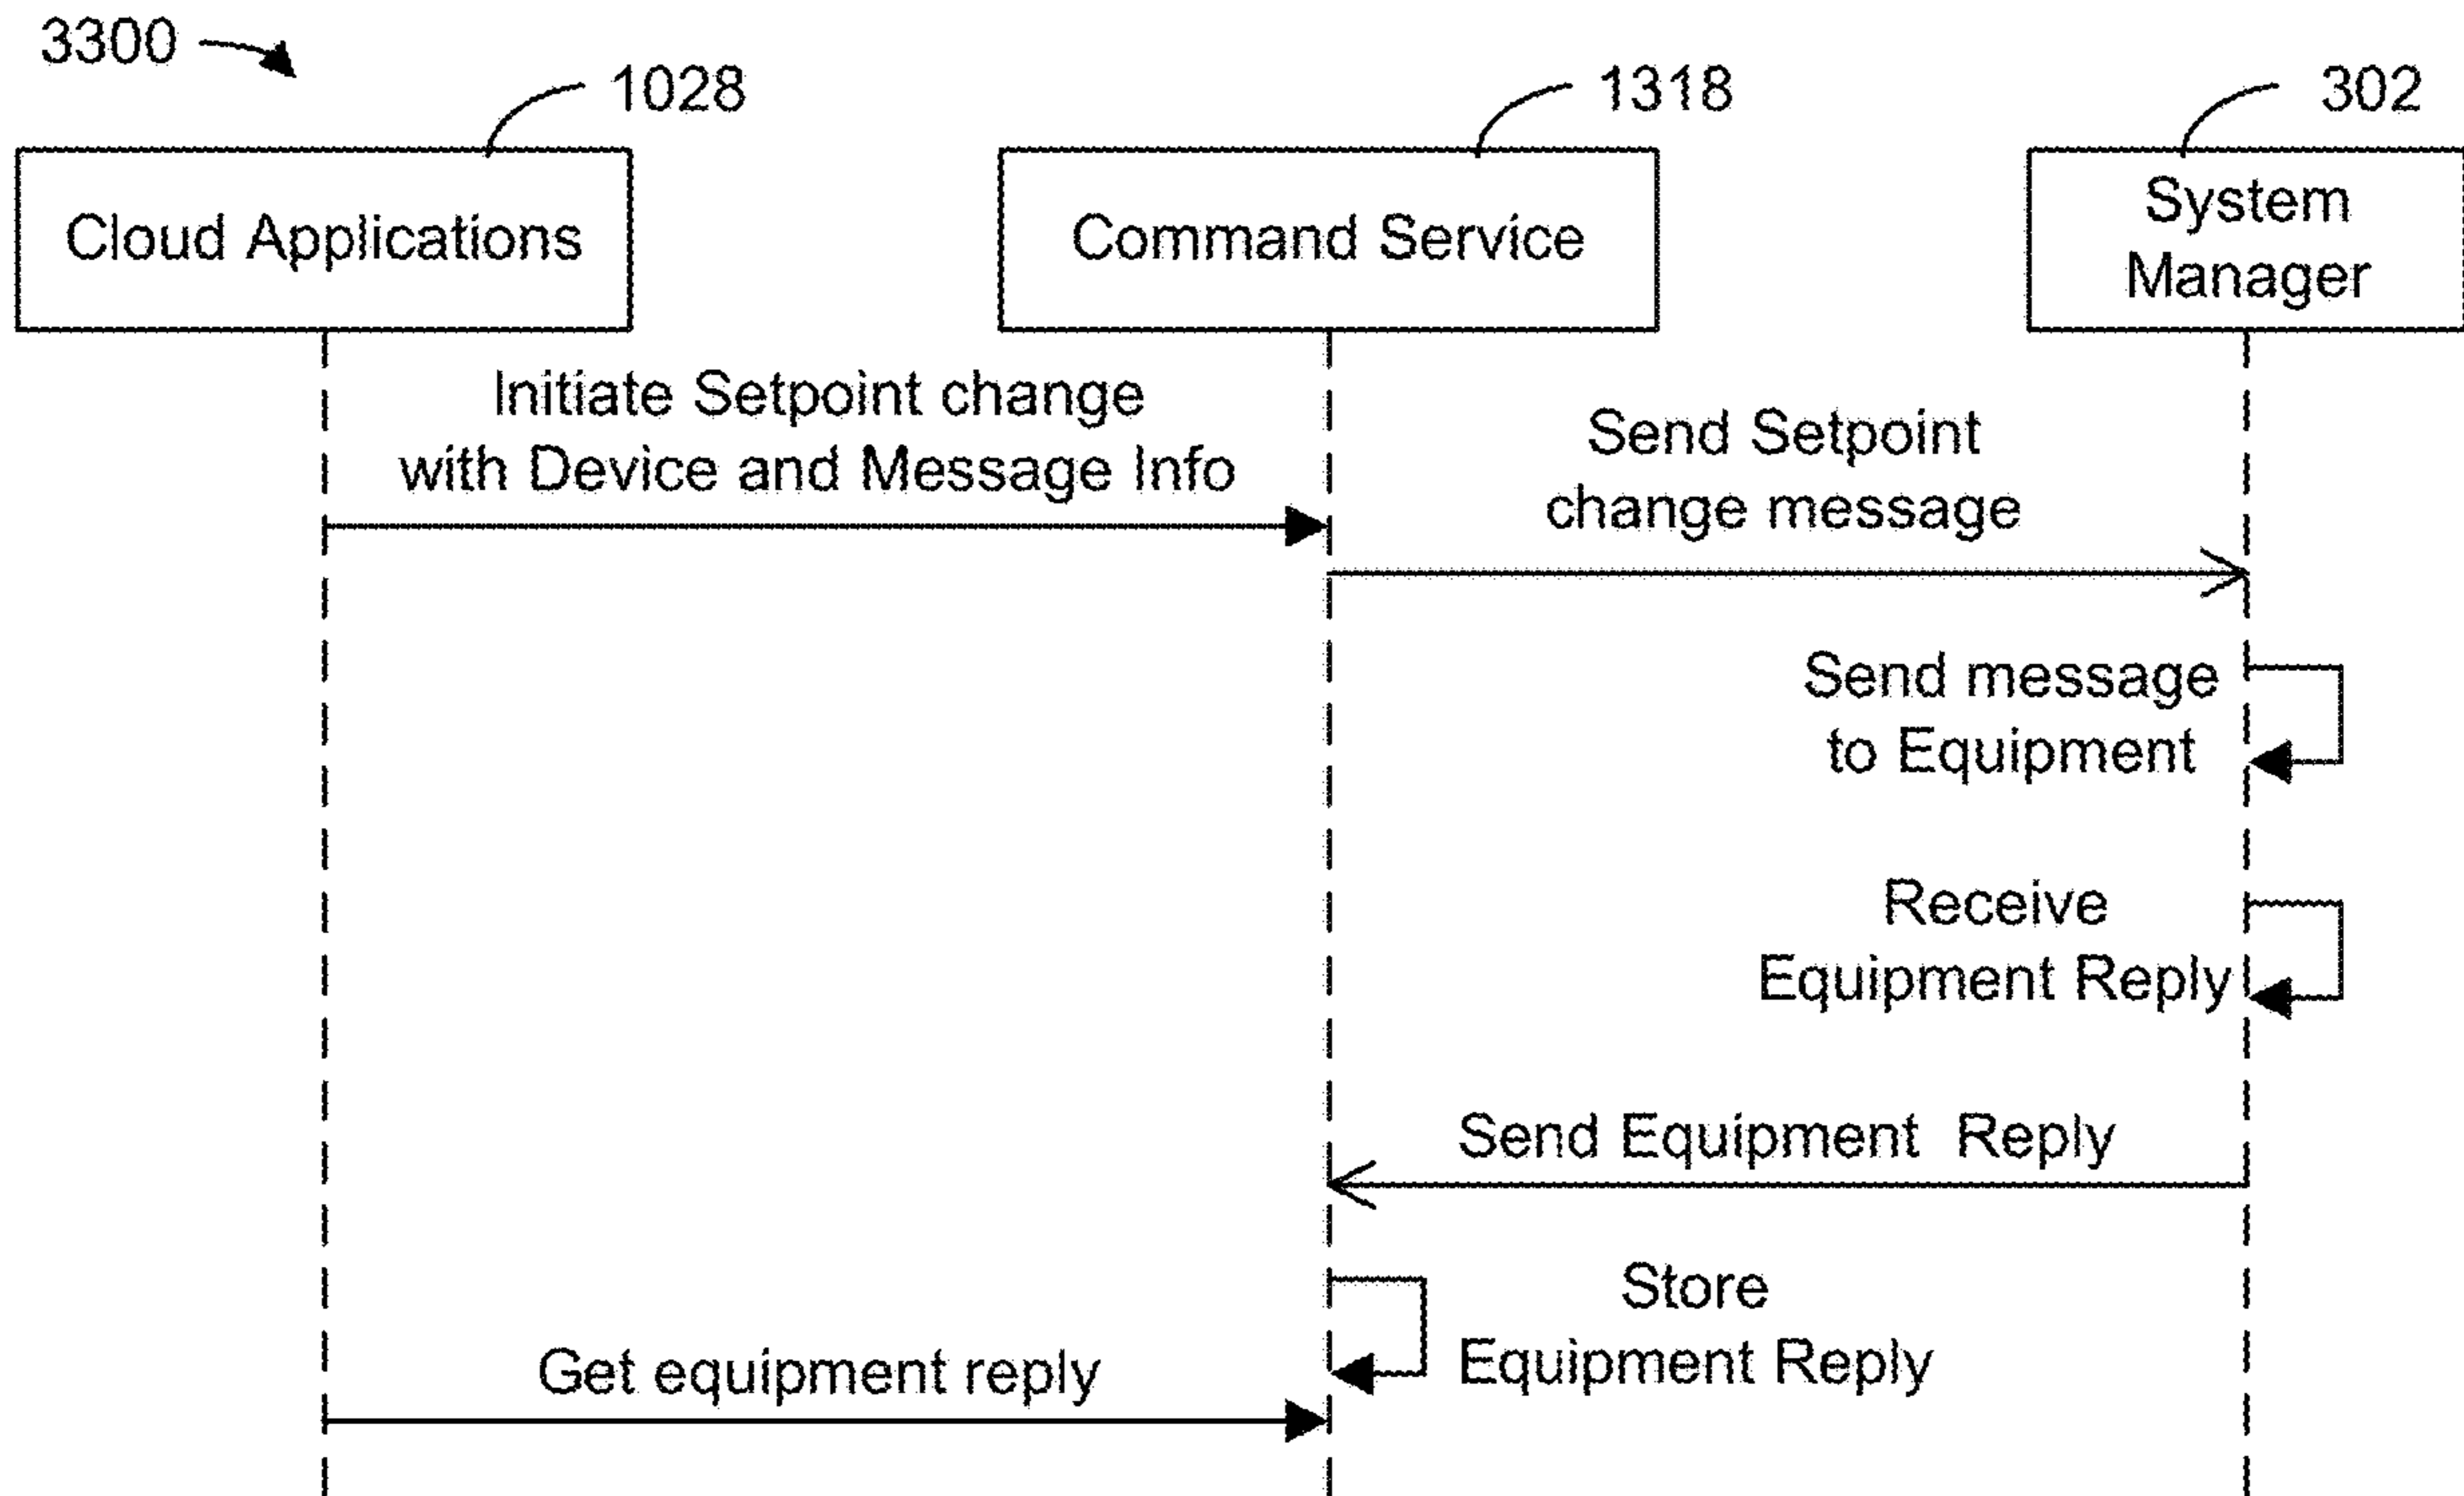 3300
1028
1318
302
Cloud Applications
Command Service
System
Manager
Initiate Setpoint change
with Device and Message Info
Send Setpoint
change message
Send message
to Equipment
Receive
Equipment Reply
Send Equipment Reply
Store
Equipment Reply
Get equipment reply